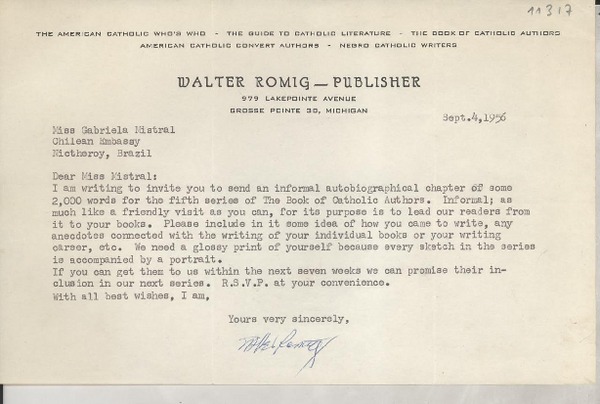 11317
THE AMERICAN CATHOLIC WHO'S WHO - THE GUIDE TO CATHOLIC LITERATURE - THE BOOK OF CATHOLIC AUTHORS
AMERICAN CATHOLIC CONVERT AUTHORS - NEGRO CATHOLIC WRITERS
WALTER ROMIG — PUBLISHER
979 LAKEPOINTE AVENUE
GROSSE POINTE 30, MICHIGAN
Sept.4,1956
Miss Gabriela Mistral
Chilean Embassy
Nictheroy, Brazil
Dear Miss Mistral:
I am writing to invite you to send an informal autobiographical chapter of some
2,000 words for the fifth series of The Book of Catholic Authors. Informal; as
much like a friendly visit as you can, for its purpose is to lead our readers from
it to your books. Please include in it some idea of how you came to write, any
anecdotes connected with the writing of your individual books or your writing
career, etc. We need a glossy print of yourself because every sketch in the series
is accompanied by a portrait.
If you can get them to us within the next seven weeks we can promise their in-
clusion in our next series. R.S.V.P. at your convenience.
With all best wishes, I am,
Yours very sincerely,
Walter Romig